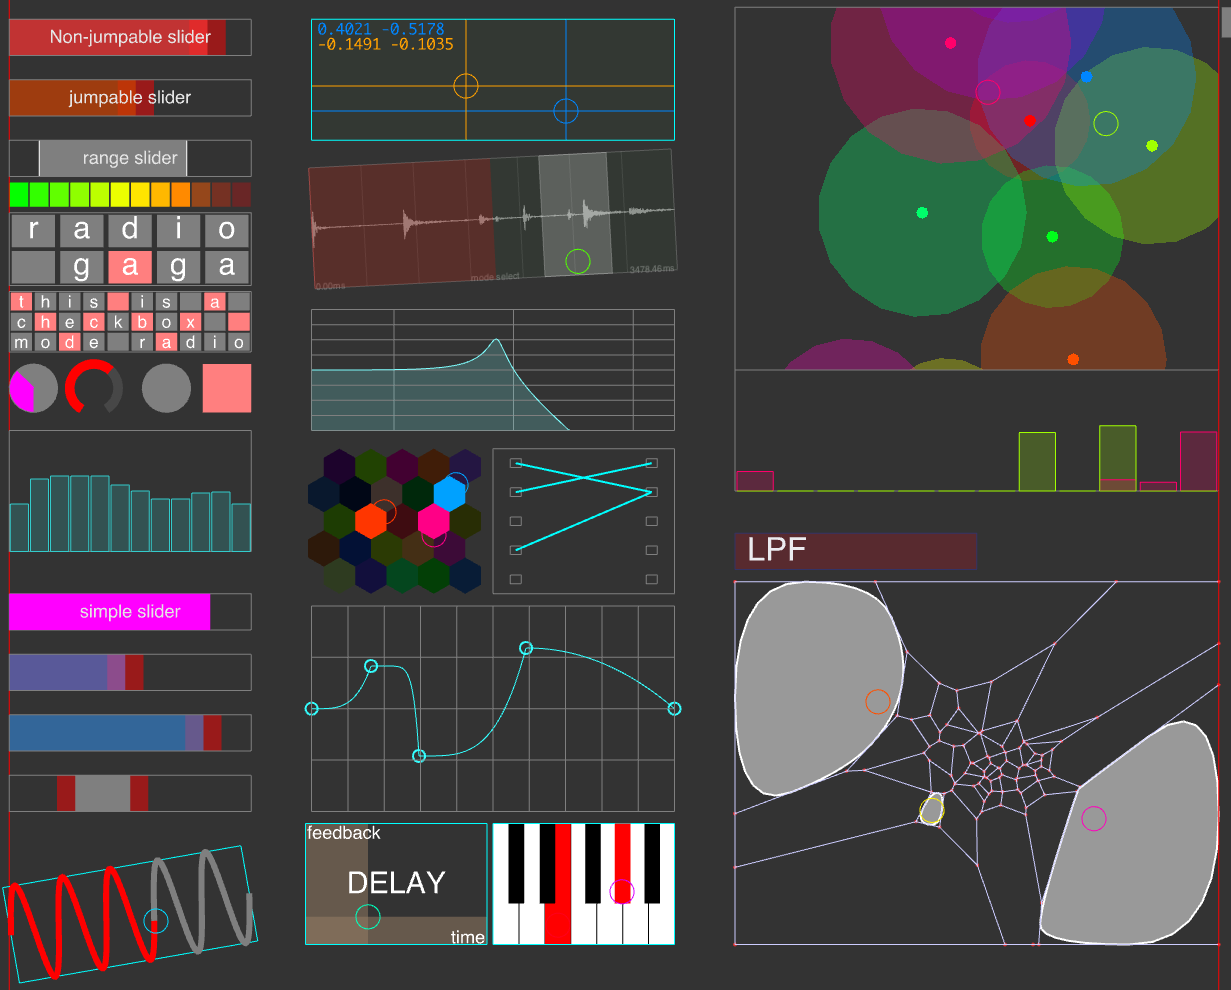 Non-jumpable slider
jumpable slider
range slider
r a d i o
g a g a
t h i s i s a
c h e c k b o x
m o d e r a d i o
simple slider
0.4021 -0.5178
-0.1491 -0.1035
0.00ms
mode select
3478.46ms
feedback
DELAY
time
LPF